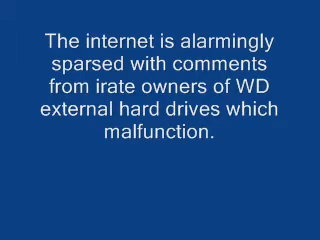 The internet is alarmingly
sparsed with comments
from irate owners of WD
external hard drives which
malfunction.